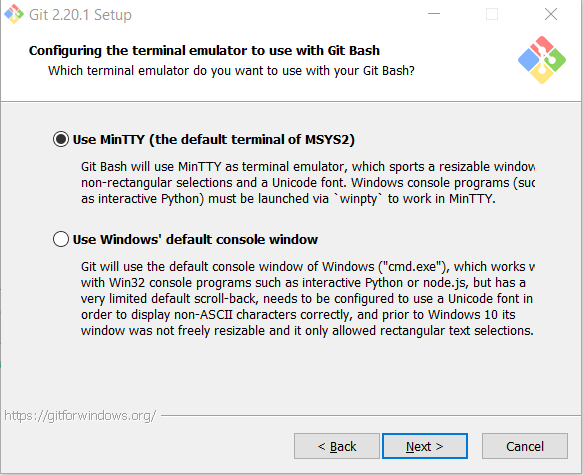 Git 2.20.1 Setup
Configuring the terminal emulator to use with Git Bash
Which terminal emulator do you want to use with your Git Bash?
Use MinTTY (the default terminal of MSYS2)
Git Bash will use MinTTY as terminal emulator, which sports a resizable window
non-rectangular selections and a Unicode font. Windows console programs (suc
as interactive Python) must be launched via `winpty` to work in MinTTY.
Use Windows' default console window
Git will use the default console window of Windows ("cmd.exe"), which works w
with Win32 console programs such as interactive Python or node.js, but has a
very limited default scroll-back, needs to be configured to use a Unicode font in
order to display non-ASCII characters correctly, and prior to Windows 10 its
window was not freely resizable and it only allowed rectangular text selections.
https://gitforwindows.org/
< Back
Next >
Cancel